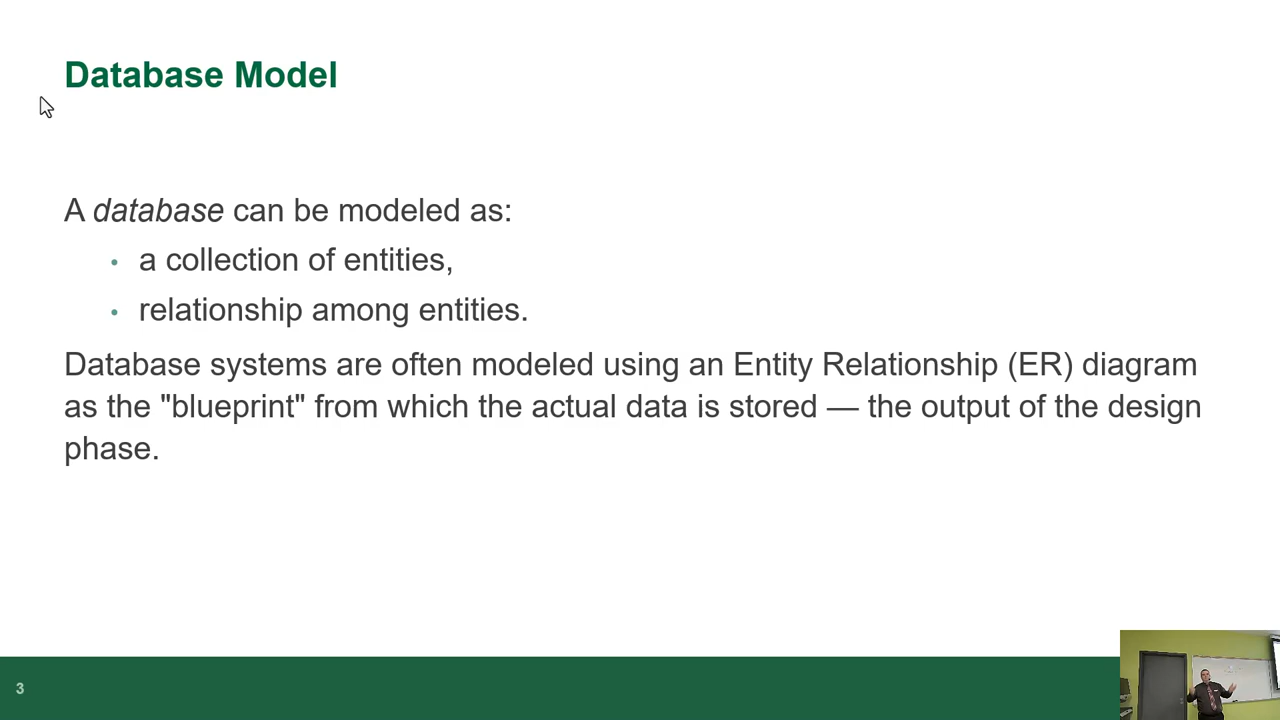 Database Model
A database can be modeled as:
• a collection of entities,
• relationship among entities.
Database systems are often modeled using an Entity Relationship (ER) diagram
as the "blueprint" from which the actual data is stored — the output of the design
phase.
3